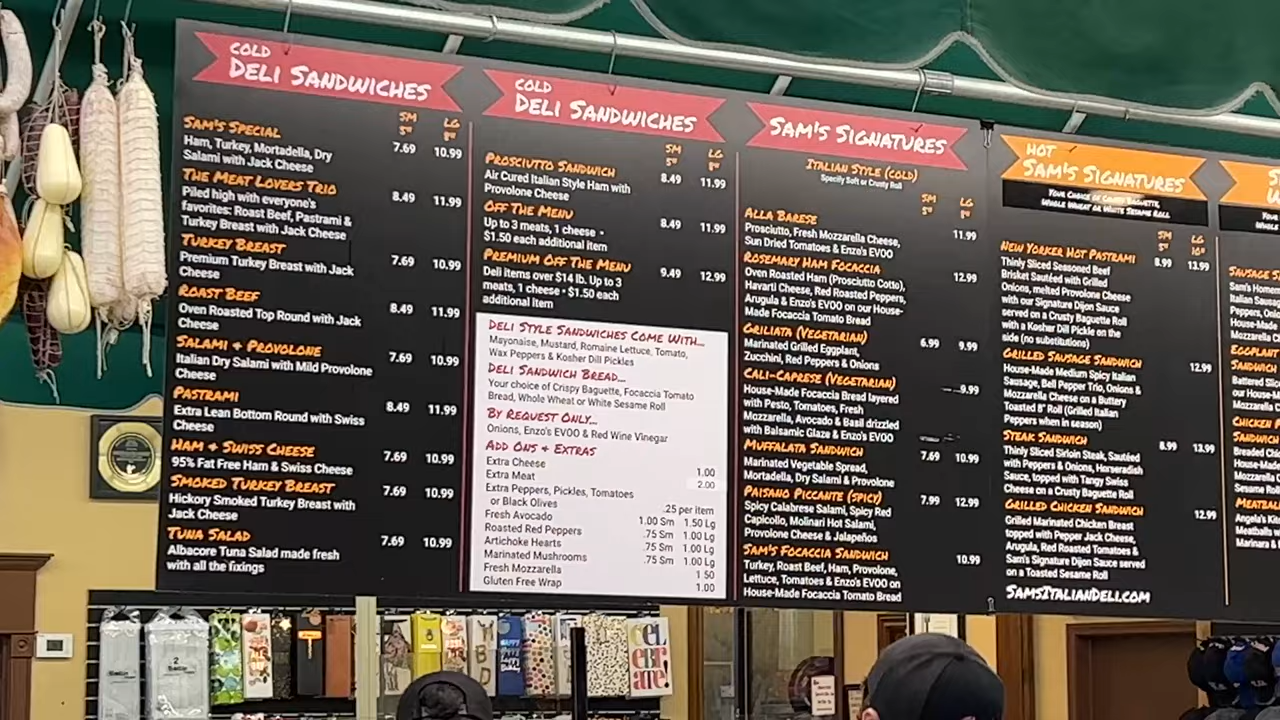 COLD
DELI SANDWICHES
SM LG
5" 8"
SAM'S SPECIAL
Ham, Turkey, Mortadella, Dry 7.69 10.99
Salami with Jack Cheese
THE MEAT LOVERS TRIO
Piled high with everyone's 8.49 11.99
favorites: Roast Beef, Pastrami &
Turkey Breast with Jack Cheese
TURKEY BREAST
Premium Turkey Breast with Jack 7.69 10.99
Cheese
ROAST BEEF
Oven Roasted Top Round with Jack 8.49 11.99
Cheese
SALAMI & PROVOLONE
Italian Dry Salami with Mild Provolone 7.69 10.99
Cheese
PASTRAMI
Extra Lean Bottom Round with Swiss 8.49 11.99
Cheese
HAM & SWISS CHEESE
95% Fat Free Ham & Swiss Cheese 7.69 10.99
SMOKED TURKEY BREAST
Hickory Smoked Turkey Breast with 7.69 10.99
Jack Cheese
TUNA SALAD
Albacore Tuna Salad made fresh 7.69 10.99
with all the fixings
COLD
DELI SANDWICHES
SM LG
5" 8"
PROSCIUTTO SANDWICH
Air Cured Italian Style Ham with 8.49 11.99
Provolone Cheese
OFF THE MENU
Up to 3 meats, 1 cheese • 8.49 11.99
$1.50 each additional item
PREMIUM OFF THE MENU
Deli items over $14 lb. Up to 3 9.49 12.99
meats, 1 cheese • $1.50 each
additional item
DELI STYLE SANDWICHES COME WITH...
Mayonaise, Mustard, Romaine Lettuce, Tomato,
Wax Peppers & Kosher Dill Pickles
DELI SANDWICH BREAD...
Your choice of Crispy Baguette, Focaccia Tomato
Bread, Whole Wheat or White Sesame Roll
BY REQUEST ONLY...
Onions, Enzo's EVOO & Red Wine Vinegar
ADD ONS & EXTRAS
Extra Cheese 1.00
Extra Meat 2.00
Extra Peppers, Pickles, Tomatoes
or Black Olives .25 per item
Fresh Avocado 1.00 Sm 1.50 Lg
Roasted Red Peppers .75 Sm 1.00 Lg
Artichoke Hearts .75 Sm 1.00 Lg
Marinated Mushrooms .75 Sm 1.00 Lg
Fresh Mozzarella 1.50
Gluten Free Wrap 1.00
SAM'S SIGNATURES
ITALIAN STYLE (COLD)
Specify Soft or Crusty Roll
SM LG
5" 8"
ALLA BARESE
Prosciutto, Fresh Mozzarella Cheese, 11.99
Sun Dried Tomatoes & Enzo's EVOO
ROSEMARY HAM FOCACCIA
Oven Roasted Ham (Prosciutto Cotto), 12.99
Havarti Cheese, Red Roasted Peppers,
Arugula & Enzo's EVOO on our House-
Made Focaccia Tomato Bread
GRILIATA (VEGETARIAN)
Marinated Grilled Eggplant, 6.99 9.99
Zucchini, Red Peppers & Onions
CALI-CAPRESE (VEGETARIAN)
House-Made Focaccia Bread layered 9.99
with Pesto, Tomatoes, Fresh
Mozzarella, Avocado & Basil drizzled
with Balsamic Glaze & Enzo's EVOO
MUFFALATA SANDWICH
Marinated Vegetable Spread, 7.69 10.99
Mortadella, Dry Salami & Provolone
PAISANO PICCANTE (SPICY)
Spicy Calabrese Salami, Spicy Red 7.99 12.99
Capicollo, Molinari Hot Salami,
Provolone Cheese & Jalapeños
SAM'S FOCACCIA SANDWICH
Turkey, Roast Beef, Ham, Provolone, 10.99
Lettuce, Tomatoes & Enzo's EVOO on
House-Made Focaccia Tomato Bread
HOT
SAM'S SIGNATURES
YOUR CHOICE OF CRUSTY BAGUETTE,
WHOLE WHEAT OR WHITE SESAME ROLL
SM LG
5" 10"
NEW YORKER HOT PASTRAMI
Thinly Sliced Seasoned Beef 8.99 13.99
Brisket Sautéed with Grilled
Onions, melted Provolone Cheese
with our Signature Dijon Sauce
served on a Crusty Baguette Roll
with a Kosher Dill Pickle on the
side (no substitutions)
GRILLED SAUSAGE SANDWICH
House-Made Medium Spicy Italian 12.99
Sausage, Bell Pepper Trio, Onions &
Mozzarella Cheese on a Buttery
Toasted 8" Roll (Grilled Italian
Peppers when in season)
STEAK SANDWICH
Thinly Sliced Sirloin Steak, Sautéed 8.99 13.99
with Peppers & Onions, Horseradish
Sauce, topped with Tangy Swiss
Cheese on a Crusty Baguette Roll
GRILLED CHICKEN SANDWICH
Grilled Marinated Chicken Breast 12.99
topped with Pepper Jack Cheese,
Arugula, Red Roasted Tomatoes &
Sam's Signature Dijon Sauce served
on a Toasted Sesame Roll
SAMSITALIANDELI.COM
SAUSAGE
Sam's Homem
Italian Sausag
Peppers, Onio
House-Made
Mozzarella C
EGGPLANT
SANDWICH
Battered Slic
our House-M
Mozzarella
CHICKEN P
SANDWICH
Breaded Chic
House-Made
Mozzarella C
Sesame Ro
MEATBAL
Angela's Ki
Meatballs w
Marinara &
CELEBRATE!